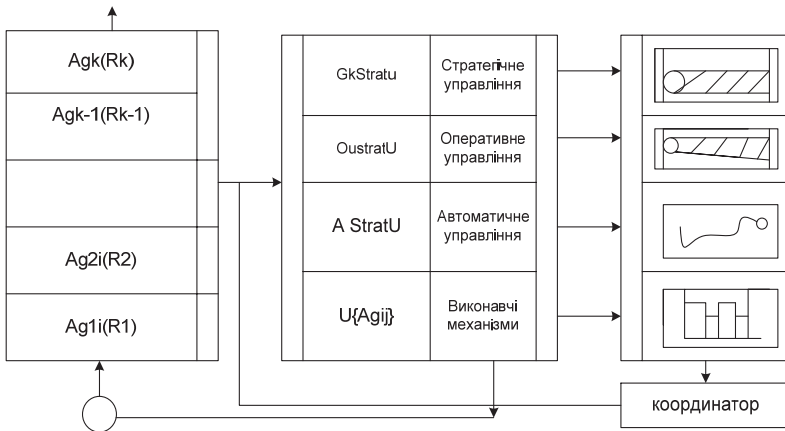 Agk(Rk)
Agk-1(Rk-1)
Ag2i(R2)
Ag1i(R1)
GkStratu
Стратегічне
управління
OustratU
Оперативне
управління
A StratU
Автоматичне
управління
U{Agij}
Виконавчі
механізми
координатор